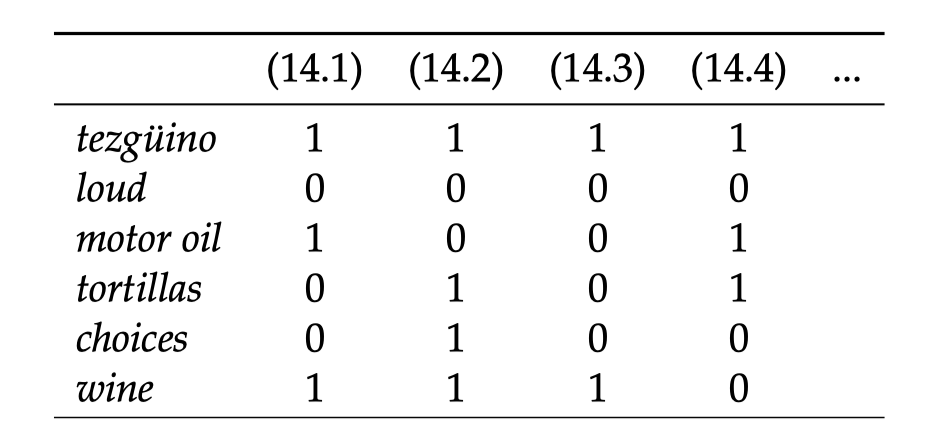 (14.1) (14.2) (14.3) (14.4) ...
tezgüino 1 1 1 1
loud 0 0 0 0
motor oil 1 0 0 1
tortillas 0 1 0 1
choices 0 1 0 0
wine 1 1 1 0